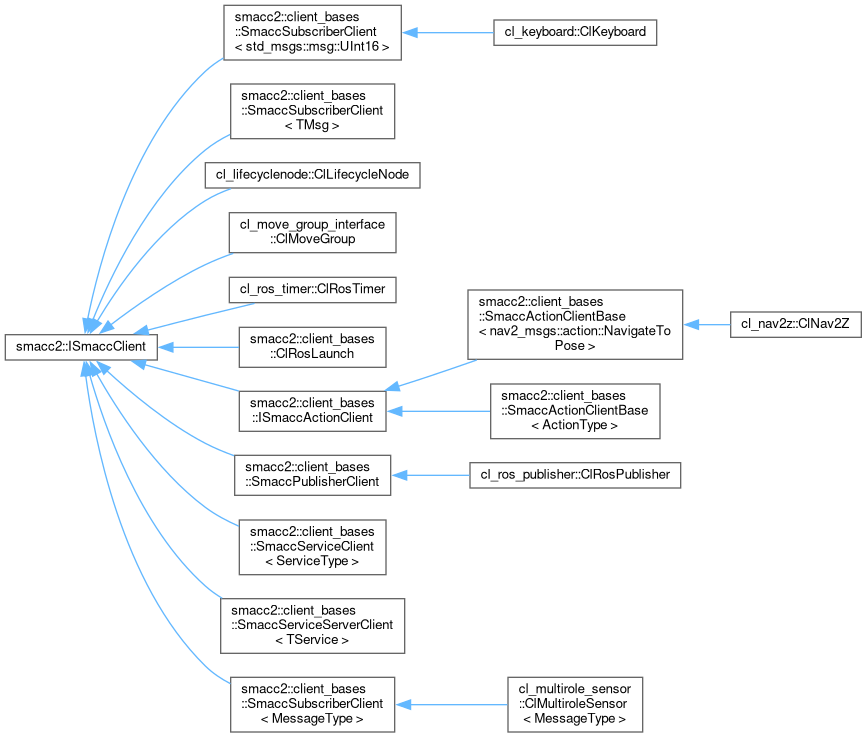 smacc2::client_bases
::SmaccSubscriberClient
< std_msgs::msg::UInt16 >
cl_keyboard::ClKeyboard
smacc2::client_bases
::SmaccSubscriberClient
< TMsg >
cl_lifecyclenode::ClLifecycleNode
cl_move_group_interface
::ClMoveGroup
cl_ros_timer::ClRosTimer
smacc2::ISmaccClient
smacc2::client_bases
::ClRosLaunch
smacc2::client_bases
::SmaccActionClientBase
< nav2_msgs::action::NavigateTo
Pose >
cl_nav2z::ClNav2Z
smacc2::client_bases
::ISmaccActionClient
smacc2::client_bases
::SmaccActionClientBase
< ActionType >
smacc2::client_bases
::SmaccPublisherClient
cl_ros_publisher::ClRosPublisher
smacc2::client_bases
::SmaccServiceClient
< ServiceType >
smacc2::client_bases
::SmaccServiceServerClient
< TService >
smacc2::client_bases
::SmaccSubscriberClient
< MessageType >
cl_multirole_sensor
::ClMultiroleSensor
< MessageType >